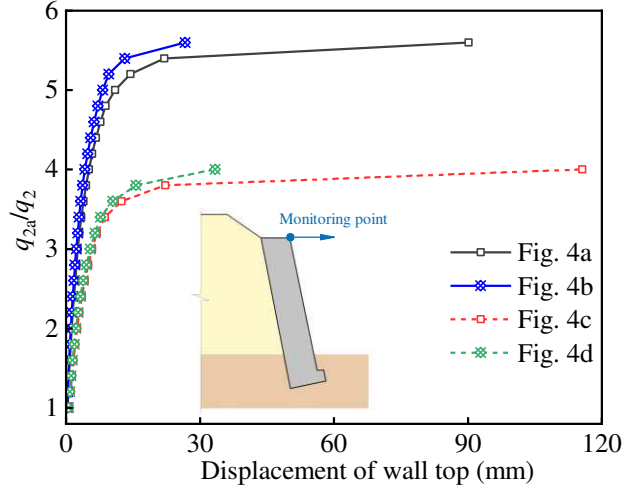 6
5
4
3
2
1
q2a/q2
Monitoring point
Fig. 4a
Fig. 4b
Fig. 4c
Fig. 4d
0
30
60
90
120
Displacement of wall top (mm)